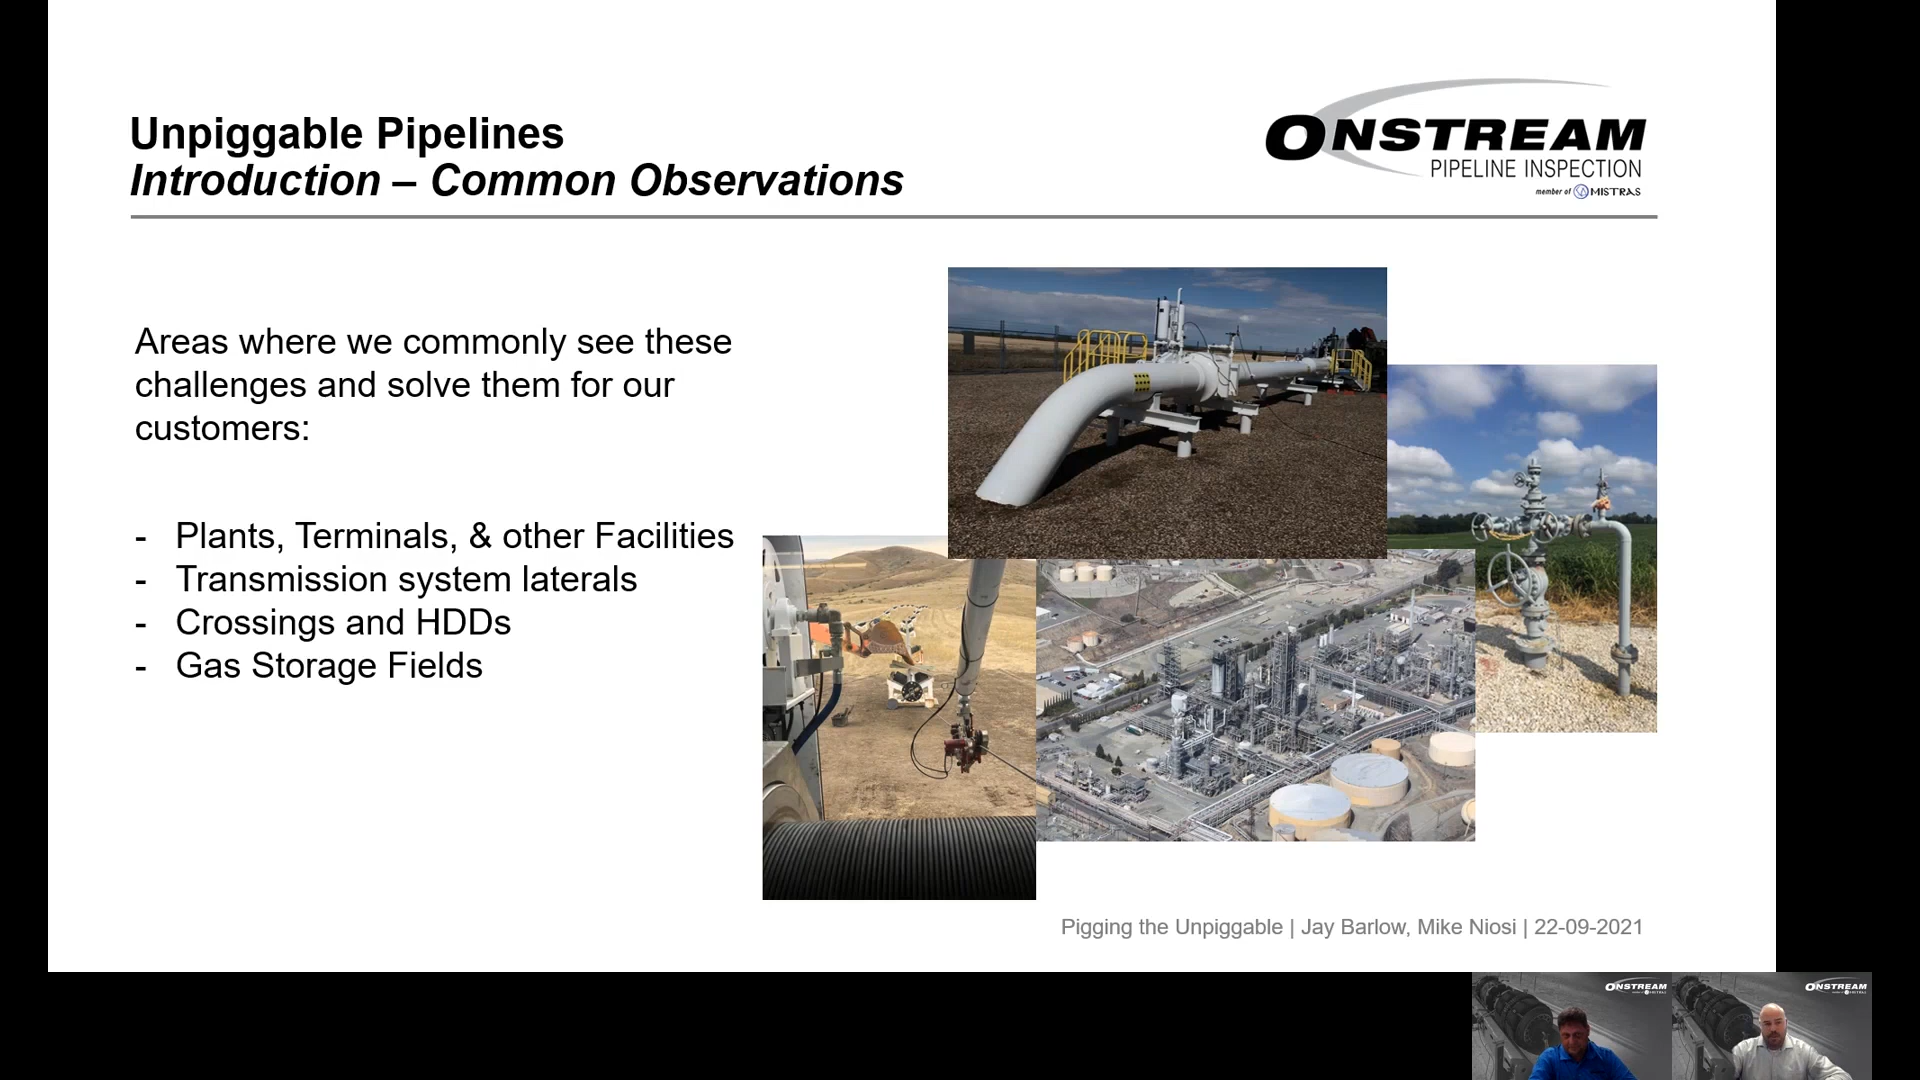 Unpiggable Pipelines
Introduction – Common Observations
ONSTREAM
PIPELINE INSPECTION
member of MISTRAS
Areas where we commonly see these
challenges and solve them for our
customers:
- Plants, Terminals, & other Facilities
- Transmission system laterals
- Crossings and HDDs
- Gas Storage Fields
Pigging the Unpiggable | Jay Barlow, Mike Niosi | 22-09-2021
ONSTREAM
ONSTREAM